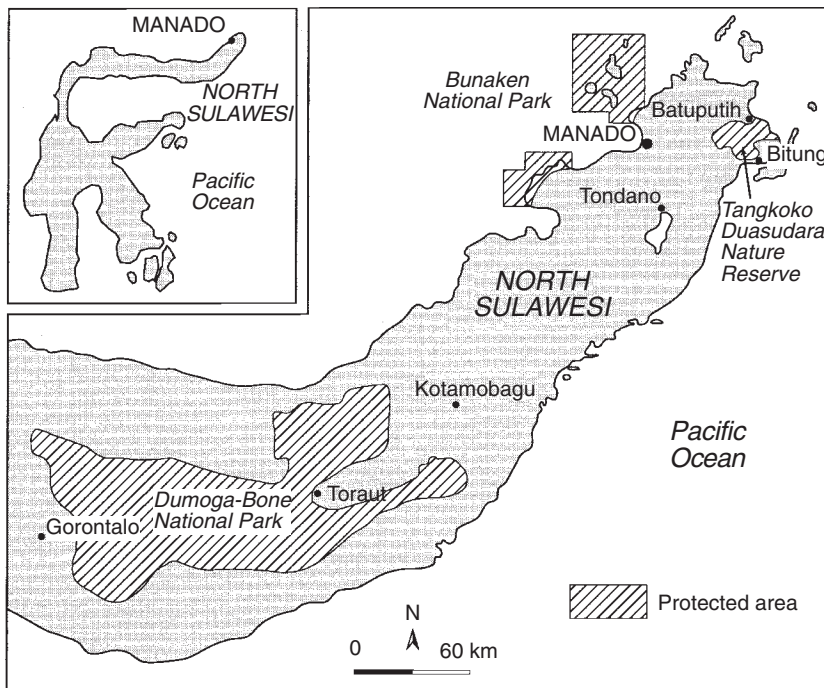 MANADO
NORTH
SULAWESI
Pacific
Ocean
Bunaken
National Park
Batuputih
MANADO
Bitung
Tondano
Tangkoko
Duasudara
Nature
Reserve
NORTH
SULAWESI
Kotamobagu
Pacific
Ocean
Dumoga-Bone
National Park
Toraut
Gorontalo
Protected area
N
0 60 km